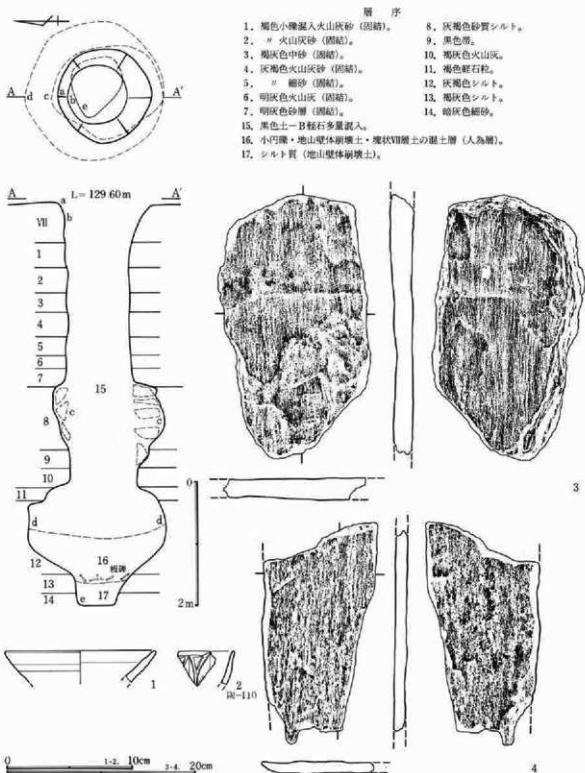 層序
1. 褐色小礫混入火山灰砂（固結）。
2. 〃 火山灰砂（固結）。
3. 褐灰色中砂（固結）。
4. 灰褐色火山灰砂（固結）。
5. 〃 細砂（固結）。
6. 明灰色火山灰（固結）。
7. 明灰色砂層（固結）。
8. 灰褐色砂質シルト。
9. 黒色帯。
10. 褐灰色火山灰。
11. 褐色軽石粒。
12. 灰褐色シルト。
13. 褐灰色シルト。
14. 暗灰色細砂。
15. 黒色土－B軽石多量混入。
16. 小円礫・地山壁体崩壊土・塊状VII層土の混土層（人為層）。
17. シルト質（地山壁体崩壊土）。
A d c a b e A′
A L=129.60m A′
a
b
VII
1
2
3
4
5
6
7
15
8 c c
9
10
11
d d
12 16
13
14 e 17
0
2m
1
2
3
4
0 1-2. 10cm 3-4. 20cm